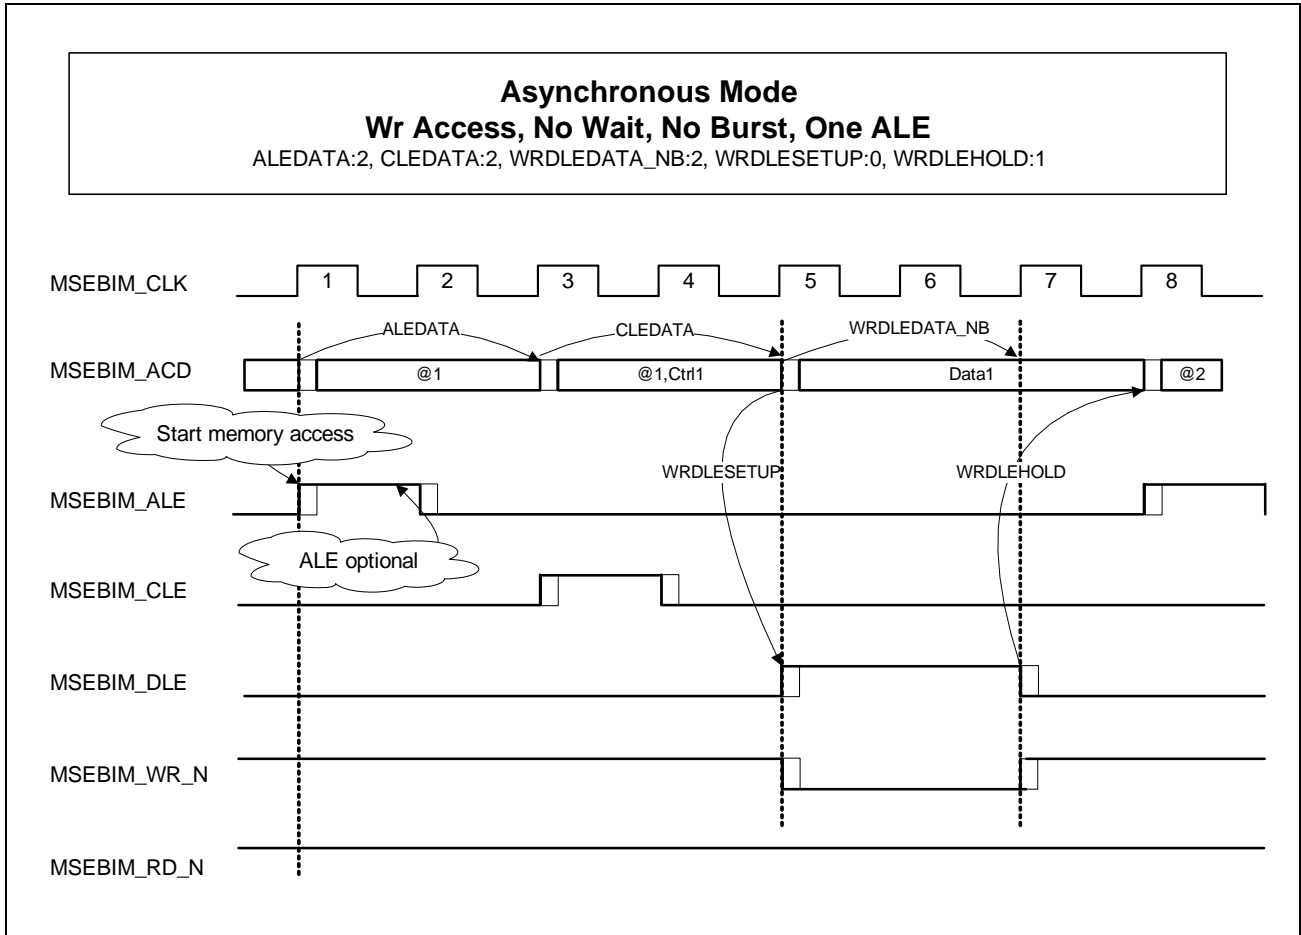 Asynchronous Mode
Wr Access, No Wait, No Burst, One ALE
ALEDATA:2, CLEDATA:2, WRDLEDATA_NB:2, WRDLESETUP:0, WRDLEHOLD:1
MSEBIM_CLK 1 2 3 4 5 6 7 8
ALEDATA CLEDATA WRDLEDATA_NB
MSEBIM_ACD @1 @1,Ctrl1 Data1 @2
Start memory access
WRDLESETUP WRDLEHOLD
MSEBIM_ALE
ALE optional
MSEBIM_CLE
MSEBIM_DLE
MSEBIM_WR_N
MSEBIM_RD_N